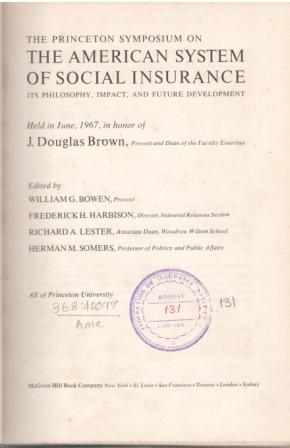 THE PRINCETON SYMPOSIUM ON
THE AMERICAN SYSTEM
OF SOCIAL INSURANCE
ITS PHILOSOPHY, IMPACT, AND FUTURE DEVELOPMENT
Held in June, 1967, in honor of
J. Douglas Brown, Provost and Dean of the Faculty Emeritus
Edited by
WILLIAM G. BOWEN, Provost
FREDERICK H. HARBISON, Director, Industrial Relations Section
RICHARD A. LESTER, Associate Dean, Woodrow Wilson School
HERMAN M. SOMERS, Professor of Politics and Public Affairs
All of Princeton University
Ame
FEDERATION OF INSURANCE
BOMBAY
131
LIBRARY
131
McGraw-Hill Book Company New York · St. Louis · San Francisco · Toronto · London · Sydney